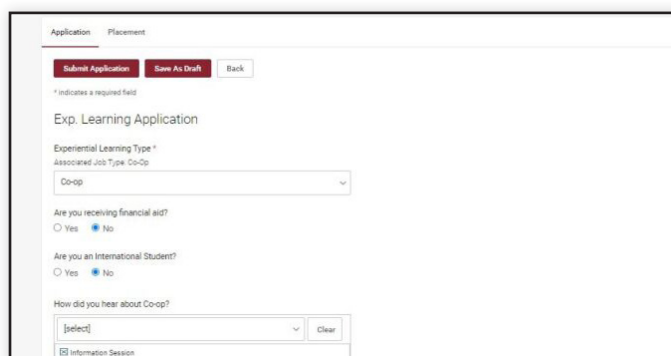 Application Placement
Submit Application Save As Draft Back
* indicates a required field
Exp. Learning Application
Experiential Learning Type *
Associated Job Type: Co-Op
Co-op
Are you receiving financial aid?
Yes No
Are you an International Student?
Yes No
How did you hear about Co-op?
[select] Clear
Information Session